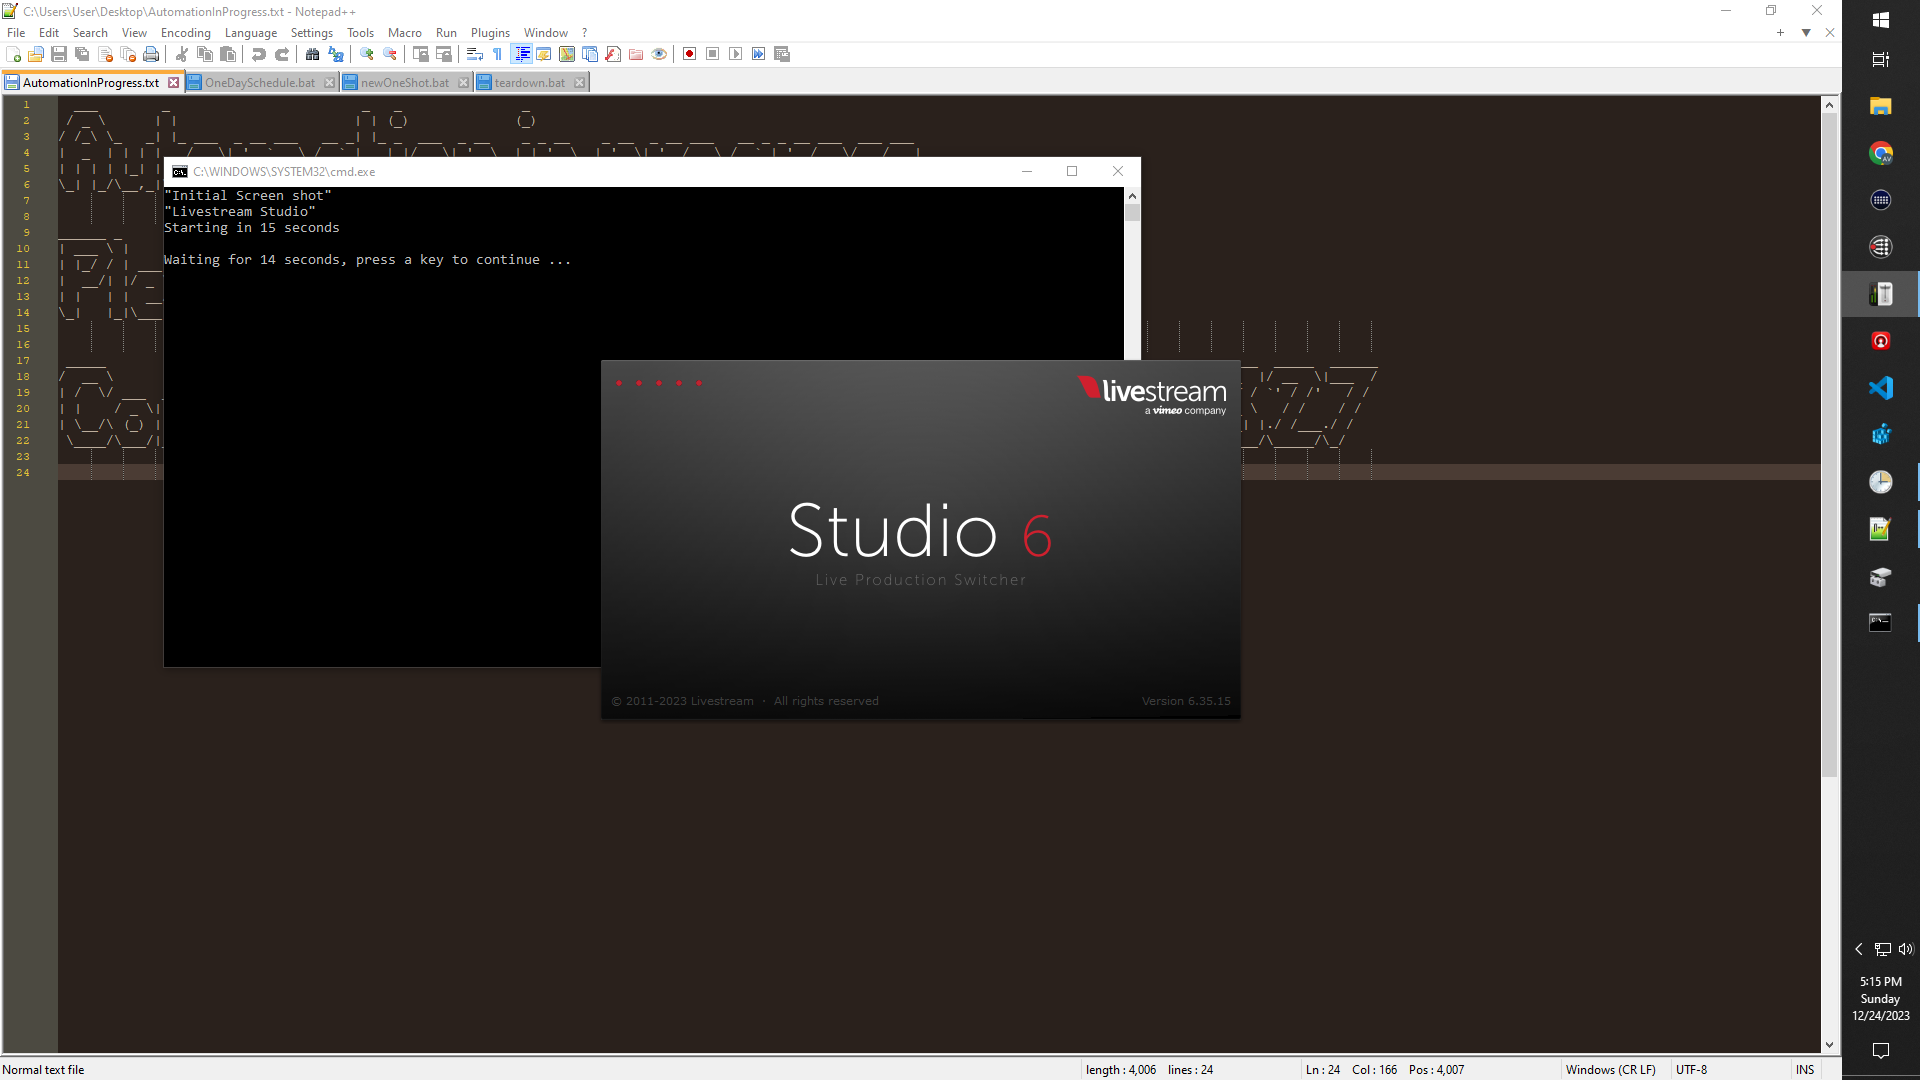 C:\Users\User\Desktop\AutomationInProgress.txt - Notepad++
File Edit Search View Encoding Language Settings Tools Macro Run Plugins Window ?
AutomationInProgress.txt OneDaySchedule.bat newOneShot.bat teardown.bat
1
2
3
4
5
6
7
8
9
10
11
12
13
14
15
16
17
18
19
20
21
22
23
24
C:\WINDOWS\SYSTEM32\cmd.exe
"Initial Screen shot"
"Livestream Studio"
Starting in 15 seconds
Waiting for 14 seconds, press a key to continue ...
livestream
a vimeo company
Studio 6
Live Production Switcher
© 2011-2023 Livestream · All rights reserved Version 6.35.15
5:15 PM
Sunday
12/24/2023
Normal text file length : 4,006 lines : 24 Ln : 24 Col : 166 Pos : 4,007 Windows (CR LF) UTF-8 INS